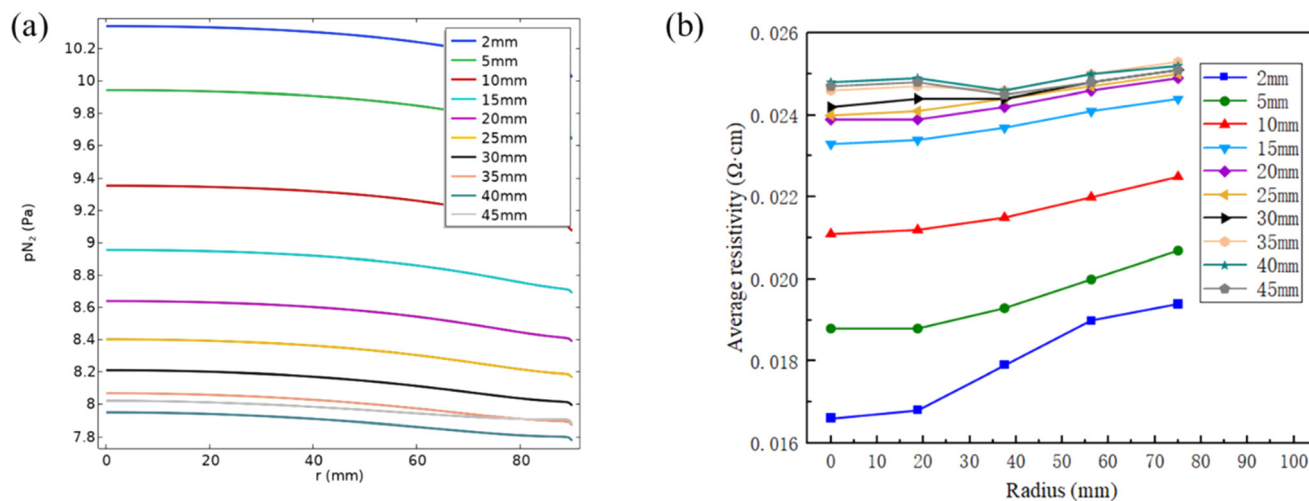 (a)
10.2
10
9.8
9.6
9.4
9.2
9
8.8
8.6
8.4
8.2
8
7.8
pN₂ (Pa)
0 20 40 60 80
r (mm)
2mm
5mm
10mm
15mm
20mm
25mm
30mm
35mm
40mm
45mm
(b)
0.026
0.024
0.022
0.020
0.018
0.016
Average resistivity (Ω·cm)
0 10 20 30 40 50 60 70 80 90 100
Radius (mm)
2mm
5mm
10mm
15mm
20mm
25mm
30mm
35mm
40mm
45mm